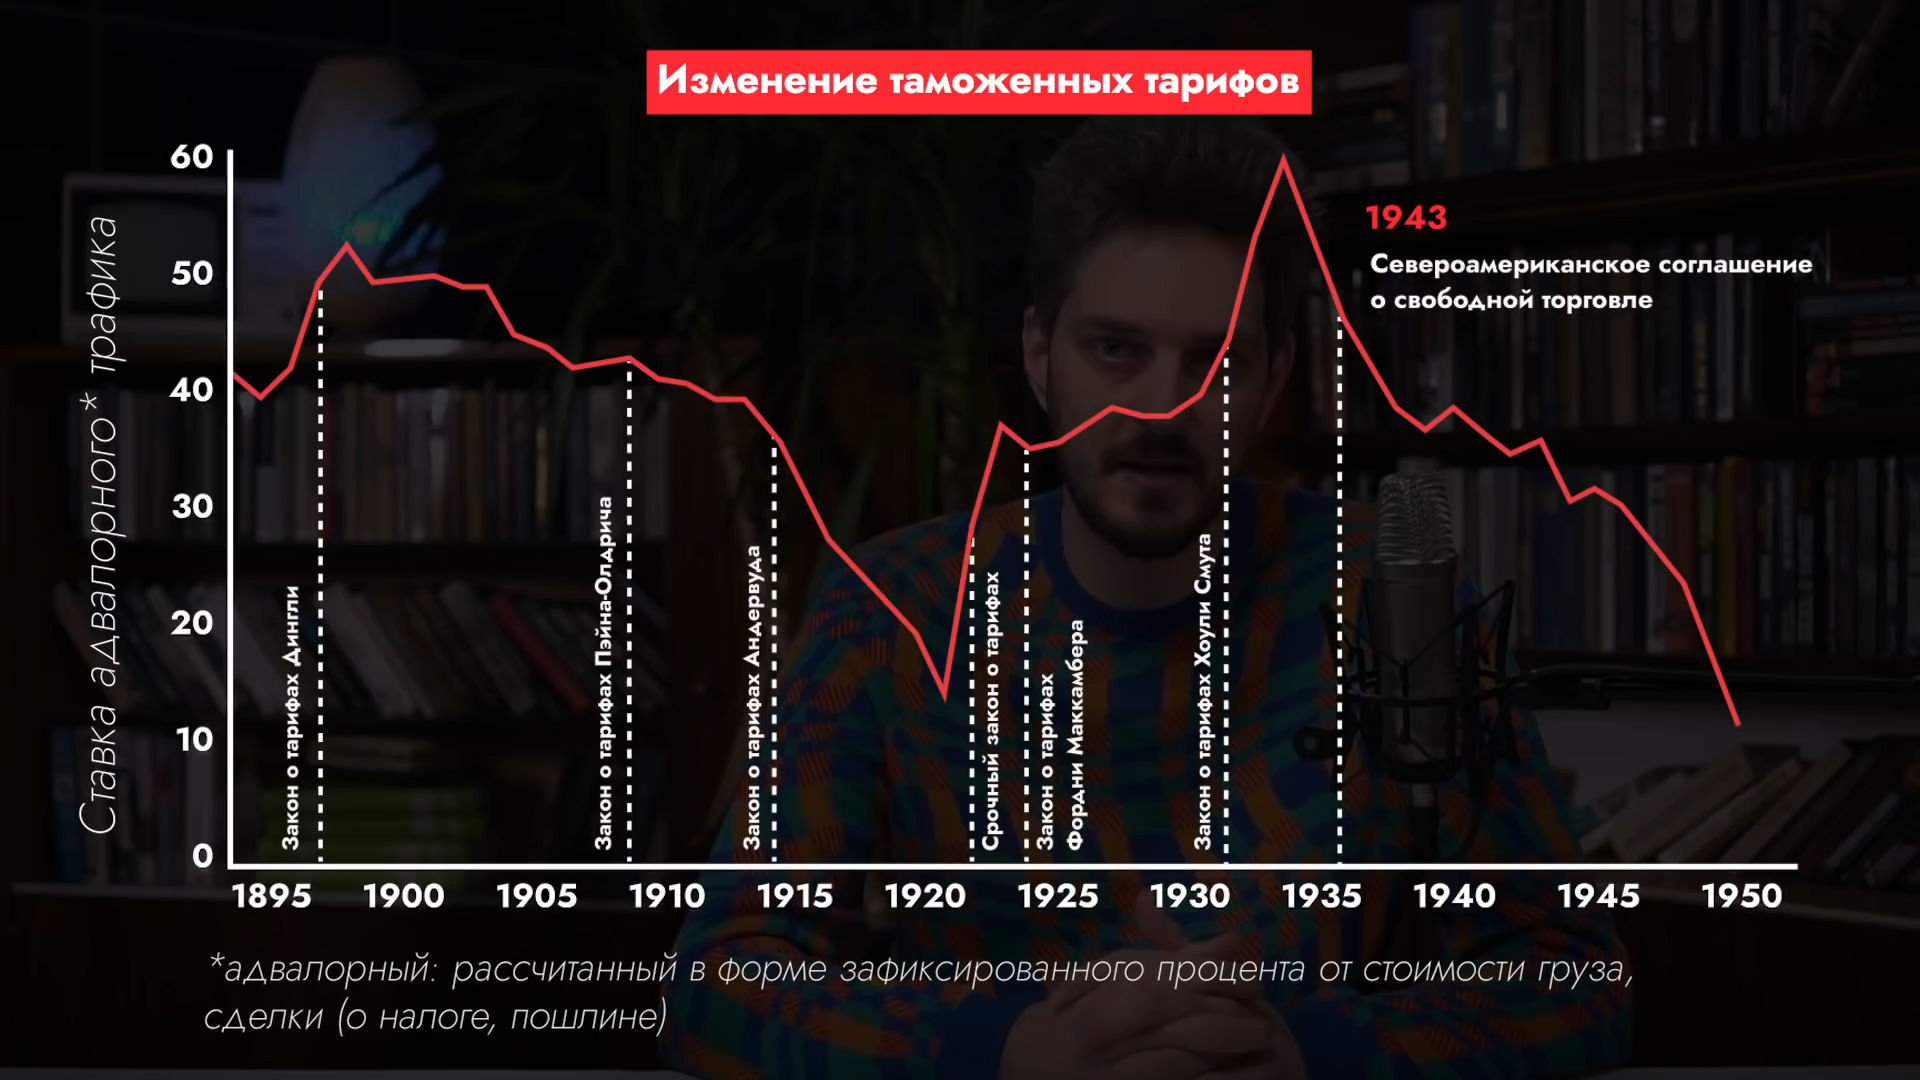 Изменение таможенных тарифов
60
50
40
30
20
10
0
Ставка адвалорного* трафика
1943
Североамериканское соглашение
о свободной торговле
Закон о тарифах Дингли
Закон о тарифах Пэйна-Олдрича
Закон о тарифах Андервуда
Срочный закон о тарифах
Закон о тарифах
Фордни Маккамбера
Закон о тарифах Хоули Смута
1895 1900 1905 1910 1915 1920 1925 1930 1935 1940 1945 1950
*адвалорный: рассчитанный в форме зафиксированного процента от стоимости груза,
сделки (о налоге, пошлине)